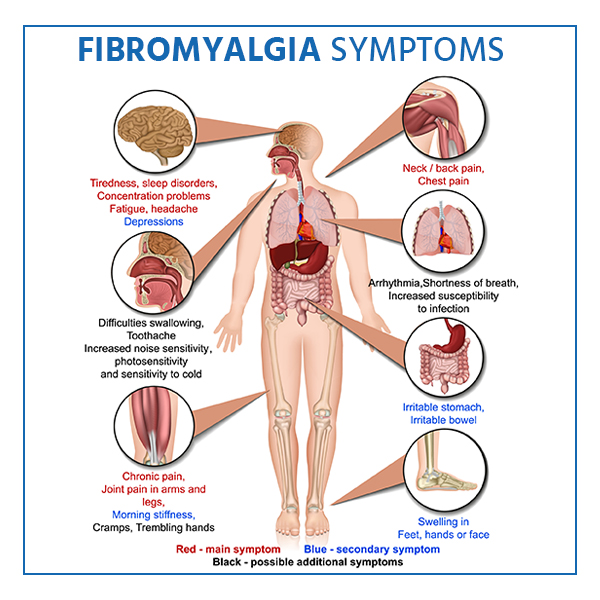 FIBROMYALGIA SYMPTOMS
Tiredness, sleep disorders,
Concentration problems
Fatigue, headache
Depressions
Neck / back pain,
Chest pain
Difficulties swallowing,
Toothache
Increased noise sensitivity,
photosensitivity
and sensitivity to cold
Arrhythmia,Shortness of breath,
Increased susceptibility
to infection
Irritable stomach,
Irritable bowel
Chronic pain,
Joint pain in arms and
legs,
Morning stiffness,
Cramps, Trembling hands
Swelling in
Feet, hands or face
Red - main symptom Blue - secondary symptom
Black - possible additional symptoms